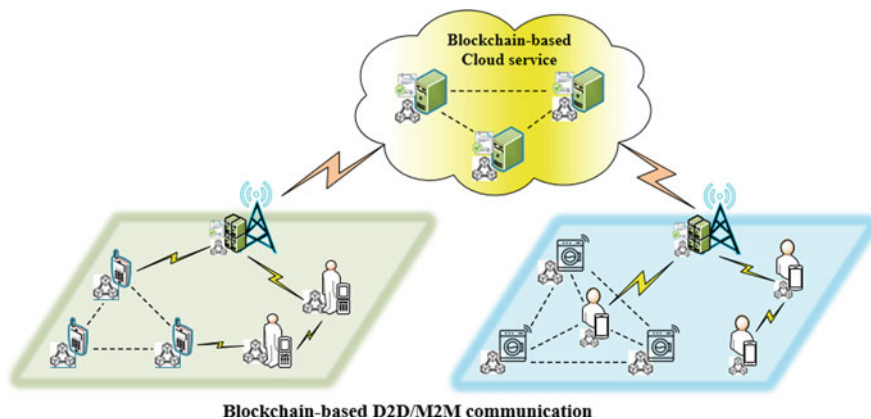 Blockchain-based
Cloud service
Blockchain-based D2D/M2M communication